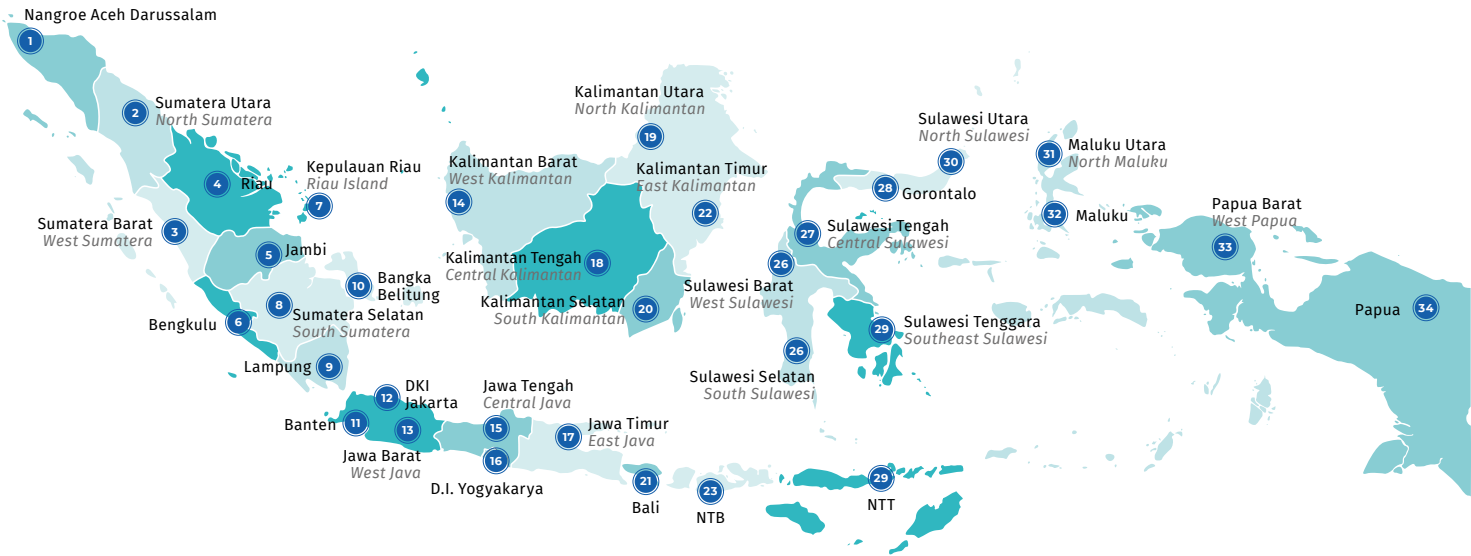 Nangroe Aceh Darussalam
1
2
Sumatera Utara
North Sumatera
4
Riau
Kepulauan Riau
Riau Island
7
Sumatera Barat
West Sumatera
3
5
Jambi
10
Bangka
Belitung
8
Sumatera Selatan
South Sumatera
Bengkulu
6
Lampung
9
DKI
Jakarta
12
Banten
11
13
Jawa Barat
West Java
Jawa Tengah
Central Java
15
16
D.I. Yogyakarya
17
Jawa Timur
East Java
21
Bali
23
NTB
29
NTT
Kalimantan Utara
North Kalimantan
19
Kalimantan Barat
West Kalimantan
14
Kalimantan Timur
East Kalimantan
22
Kalimantan Tengah
Central Kalimantan
18
Kalimantan Selatan
South Kalimantan
20
Sulawesi Utara
North Sulawesi
30
28
Gorontalo
27
Sulawesi Tengah
Central Sulawesi
26
Sulawesi Barat
West Sulawesi
29
Sulawesi Tenggara
Southeast Sulawesi
26
Sulawesi Selatan
South Sulawesi
31
Maluku Utara
North Maluku
32
Maluku
Papua Barat
West Papua
33
Papua
34